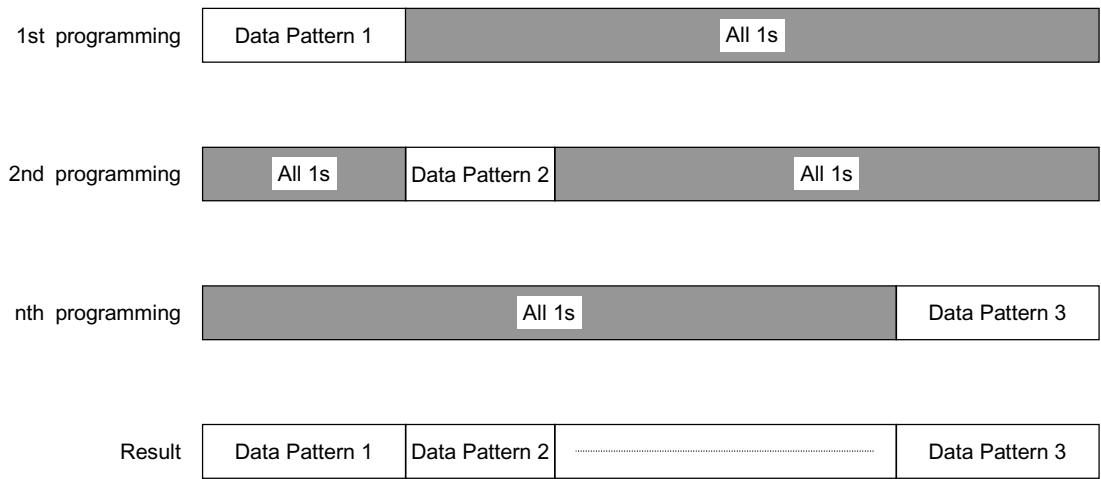 1st programming Data Pattern 1 All 1s
2nd programming All 1s Data Pattern 2 All 1s
nth programming All 1s Data Pattern 3
Result Data Pattern 1 Data Pattern 2 Data Pattern 3